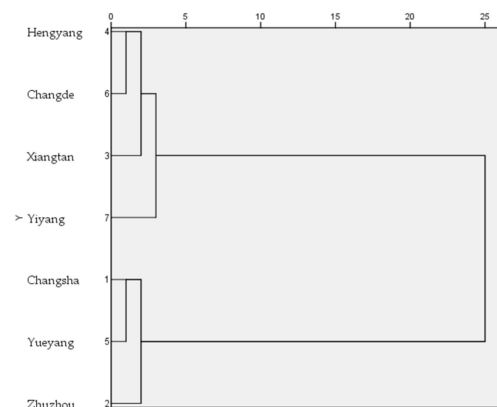 0 5 10 15 20 25
Hengyang 4
Changde 6
Xiangtan 3
Y Yiyang 7
Changsha 1
Yueyang 5
Zhuzhou 2